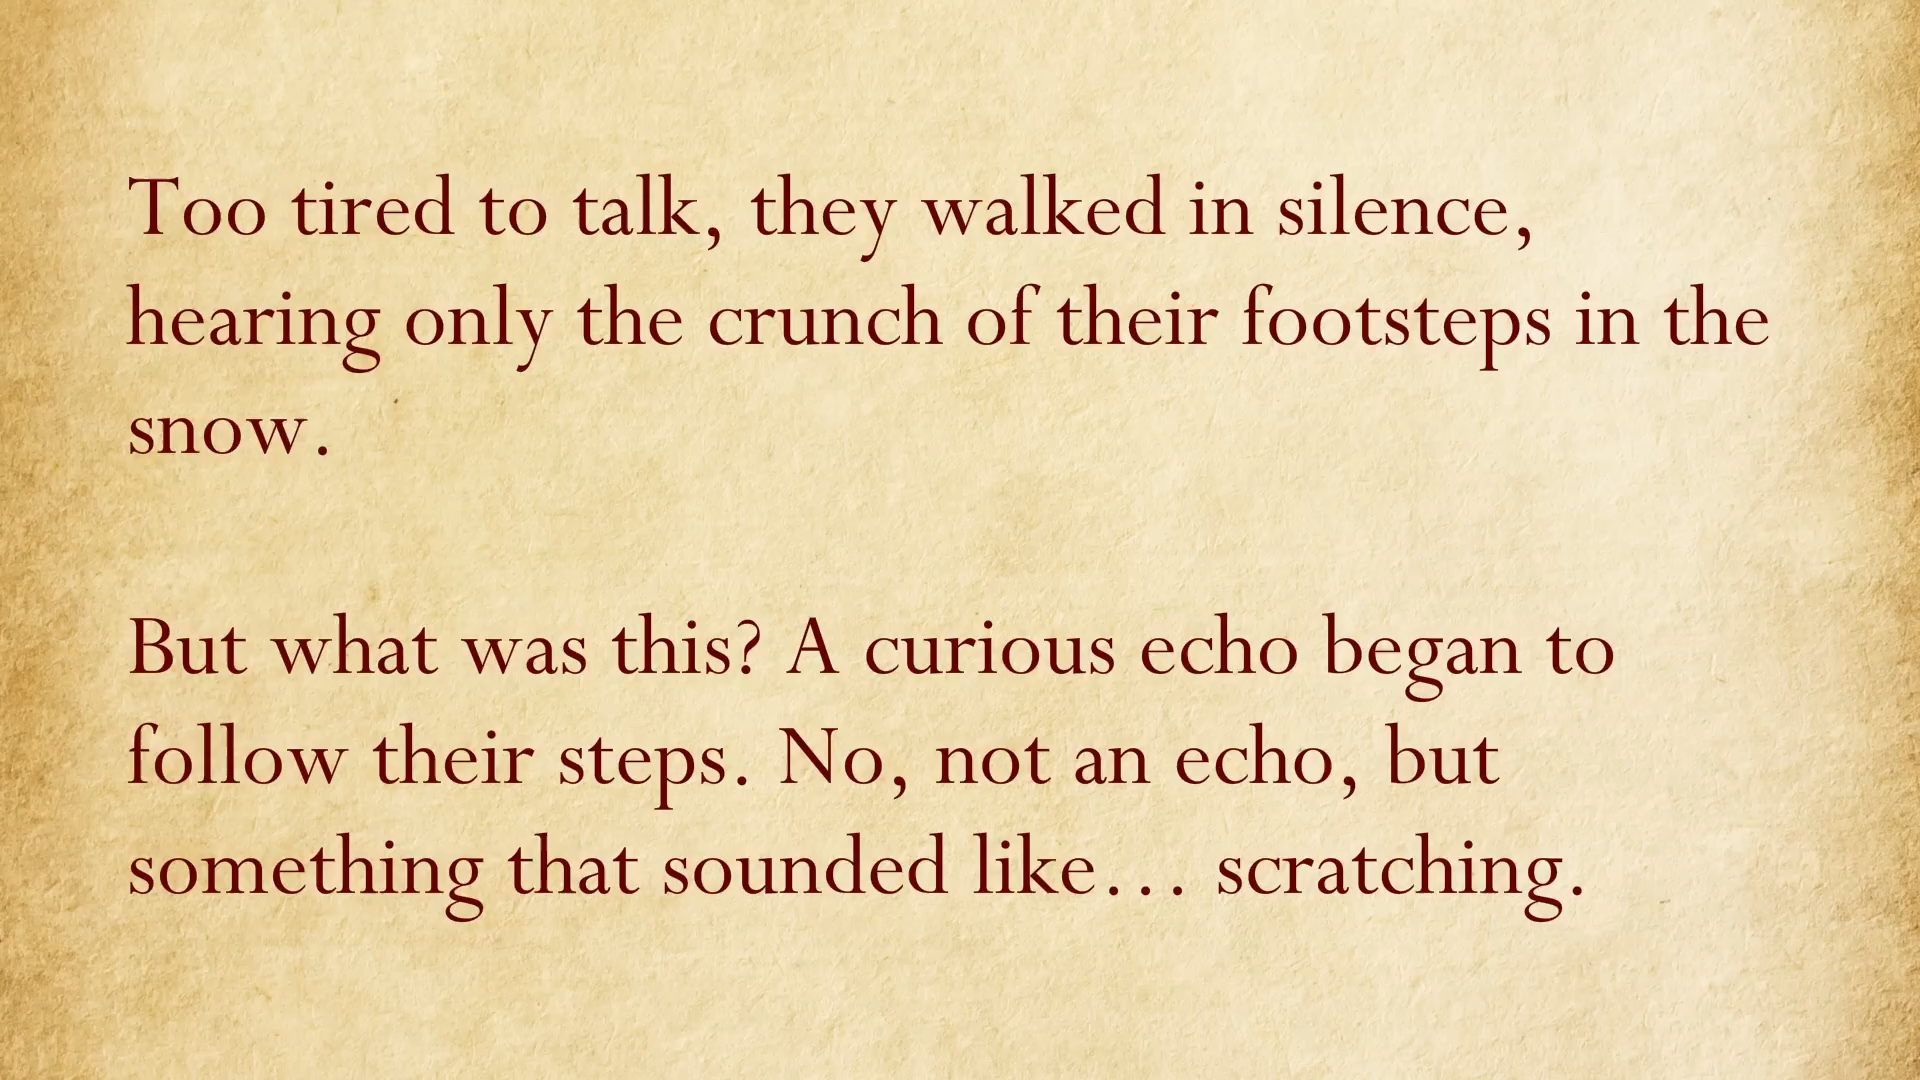 Too tired to talk, they walked in silence,
hearing only the crunch of their footsteps in the
snow.
But what was this? A curious echo began to
follow their steps. No, not an echo, but
something that sounded like… scratching.